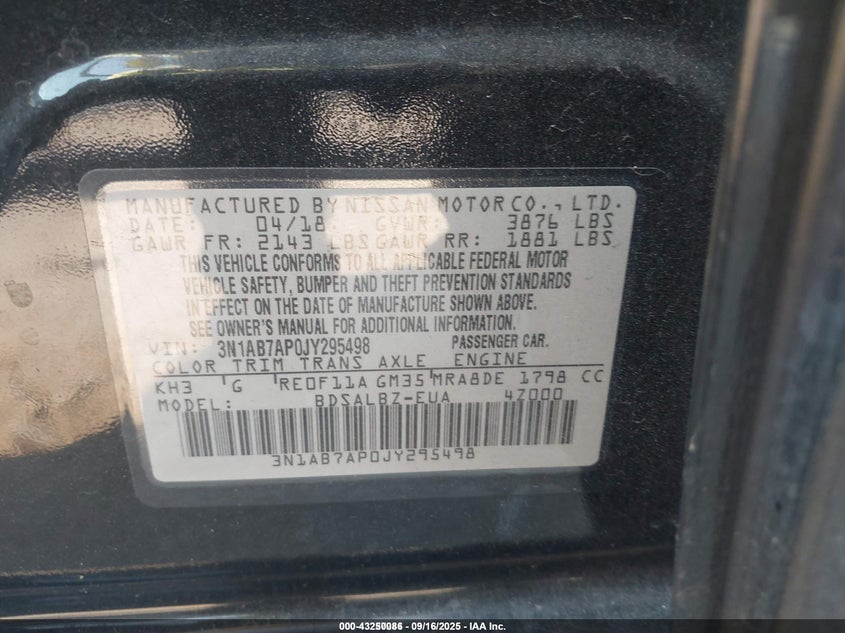 MANUFACTURED BY NISSAN MOTOR CO., LTD.
DATE: 04/18 GVWR: 3876 LBS
GAWR FR: 2143 LBS GAWR RR: 1881 LBS
THIS VEHICLE CONFORMS TO ALL APPLICABLE FEDERAL MOTOR
VEHICLE SAFETY, BUMPER AND THEFT PREVENTION STANDARDS
IN EFFECT ON THE DATE OF MANUFACTURE SHOWN ABOVE.
SEE OWNER'S MANUAL FOR ADDITIONAL INFORMATION.
VIN: 3N1AB7AP0JY295498 PASSENGER CAR.
COLOR TRIM TRANS AXLE ENGINE
KH3 G RE0F11A GM35 MRA8DE 1798 CC
MODEL: BDSALBZ-EUA 4Z000
3N1AB7AP0JY295498
000-43250086 - 09/16/2025 - IAA Inc.